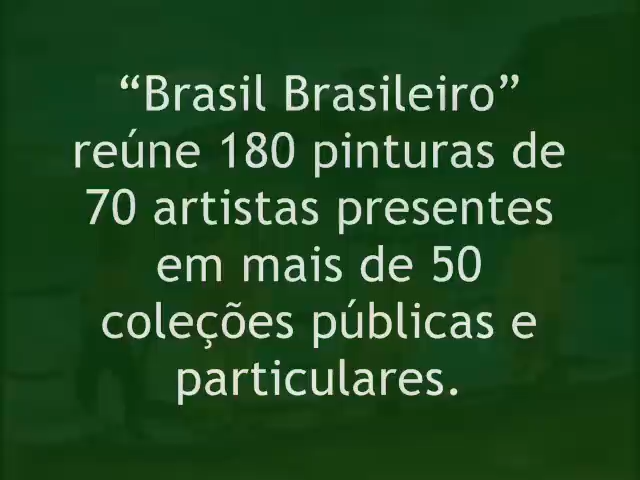 “Brasil Brasileiro”
reúne 180 pinturas de
70 artistas presentes
em mais de 50
coleções públicas e
particulares.